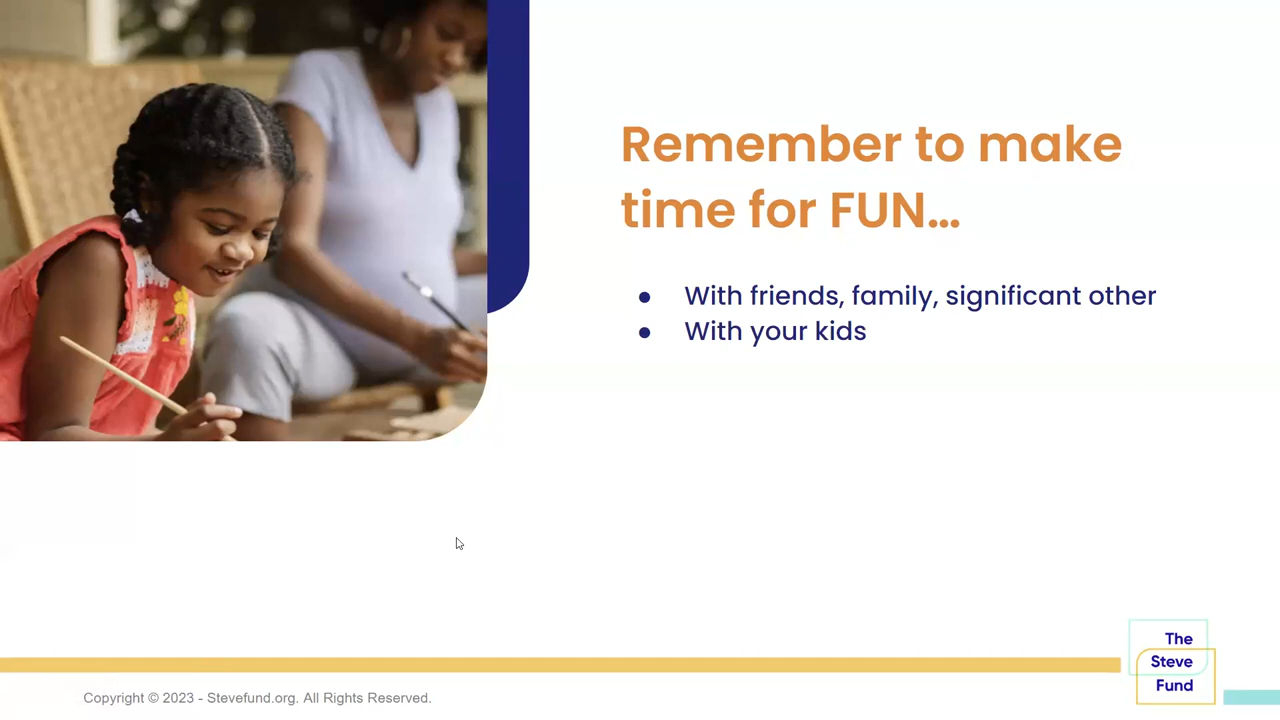 Remember to make
time for FUN...
● With friends, family, significant other
● With your kids
The
Steve
Fund
Copyright © 2023 - Stevefund.org. All Rights Reserved.